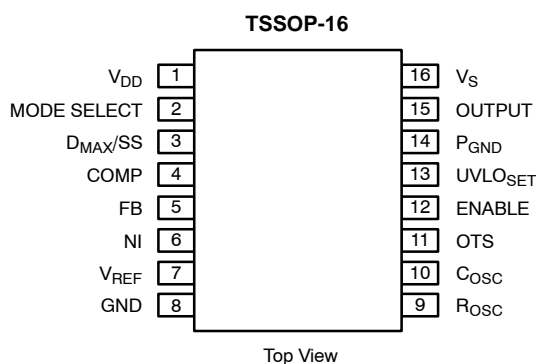 TSSOP-16
V_DD 1 16 V_S
MODE SELECT 2 15 OUTPUT
D_MAX/SS 3 14 P_GND
COMP 4 13 UVLO_SET
FB 5 12 ENABLE
NI 6 11 OTS
V_REF 7 10 C_OSC
GND 8 9 R_OSC
Top View